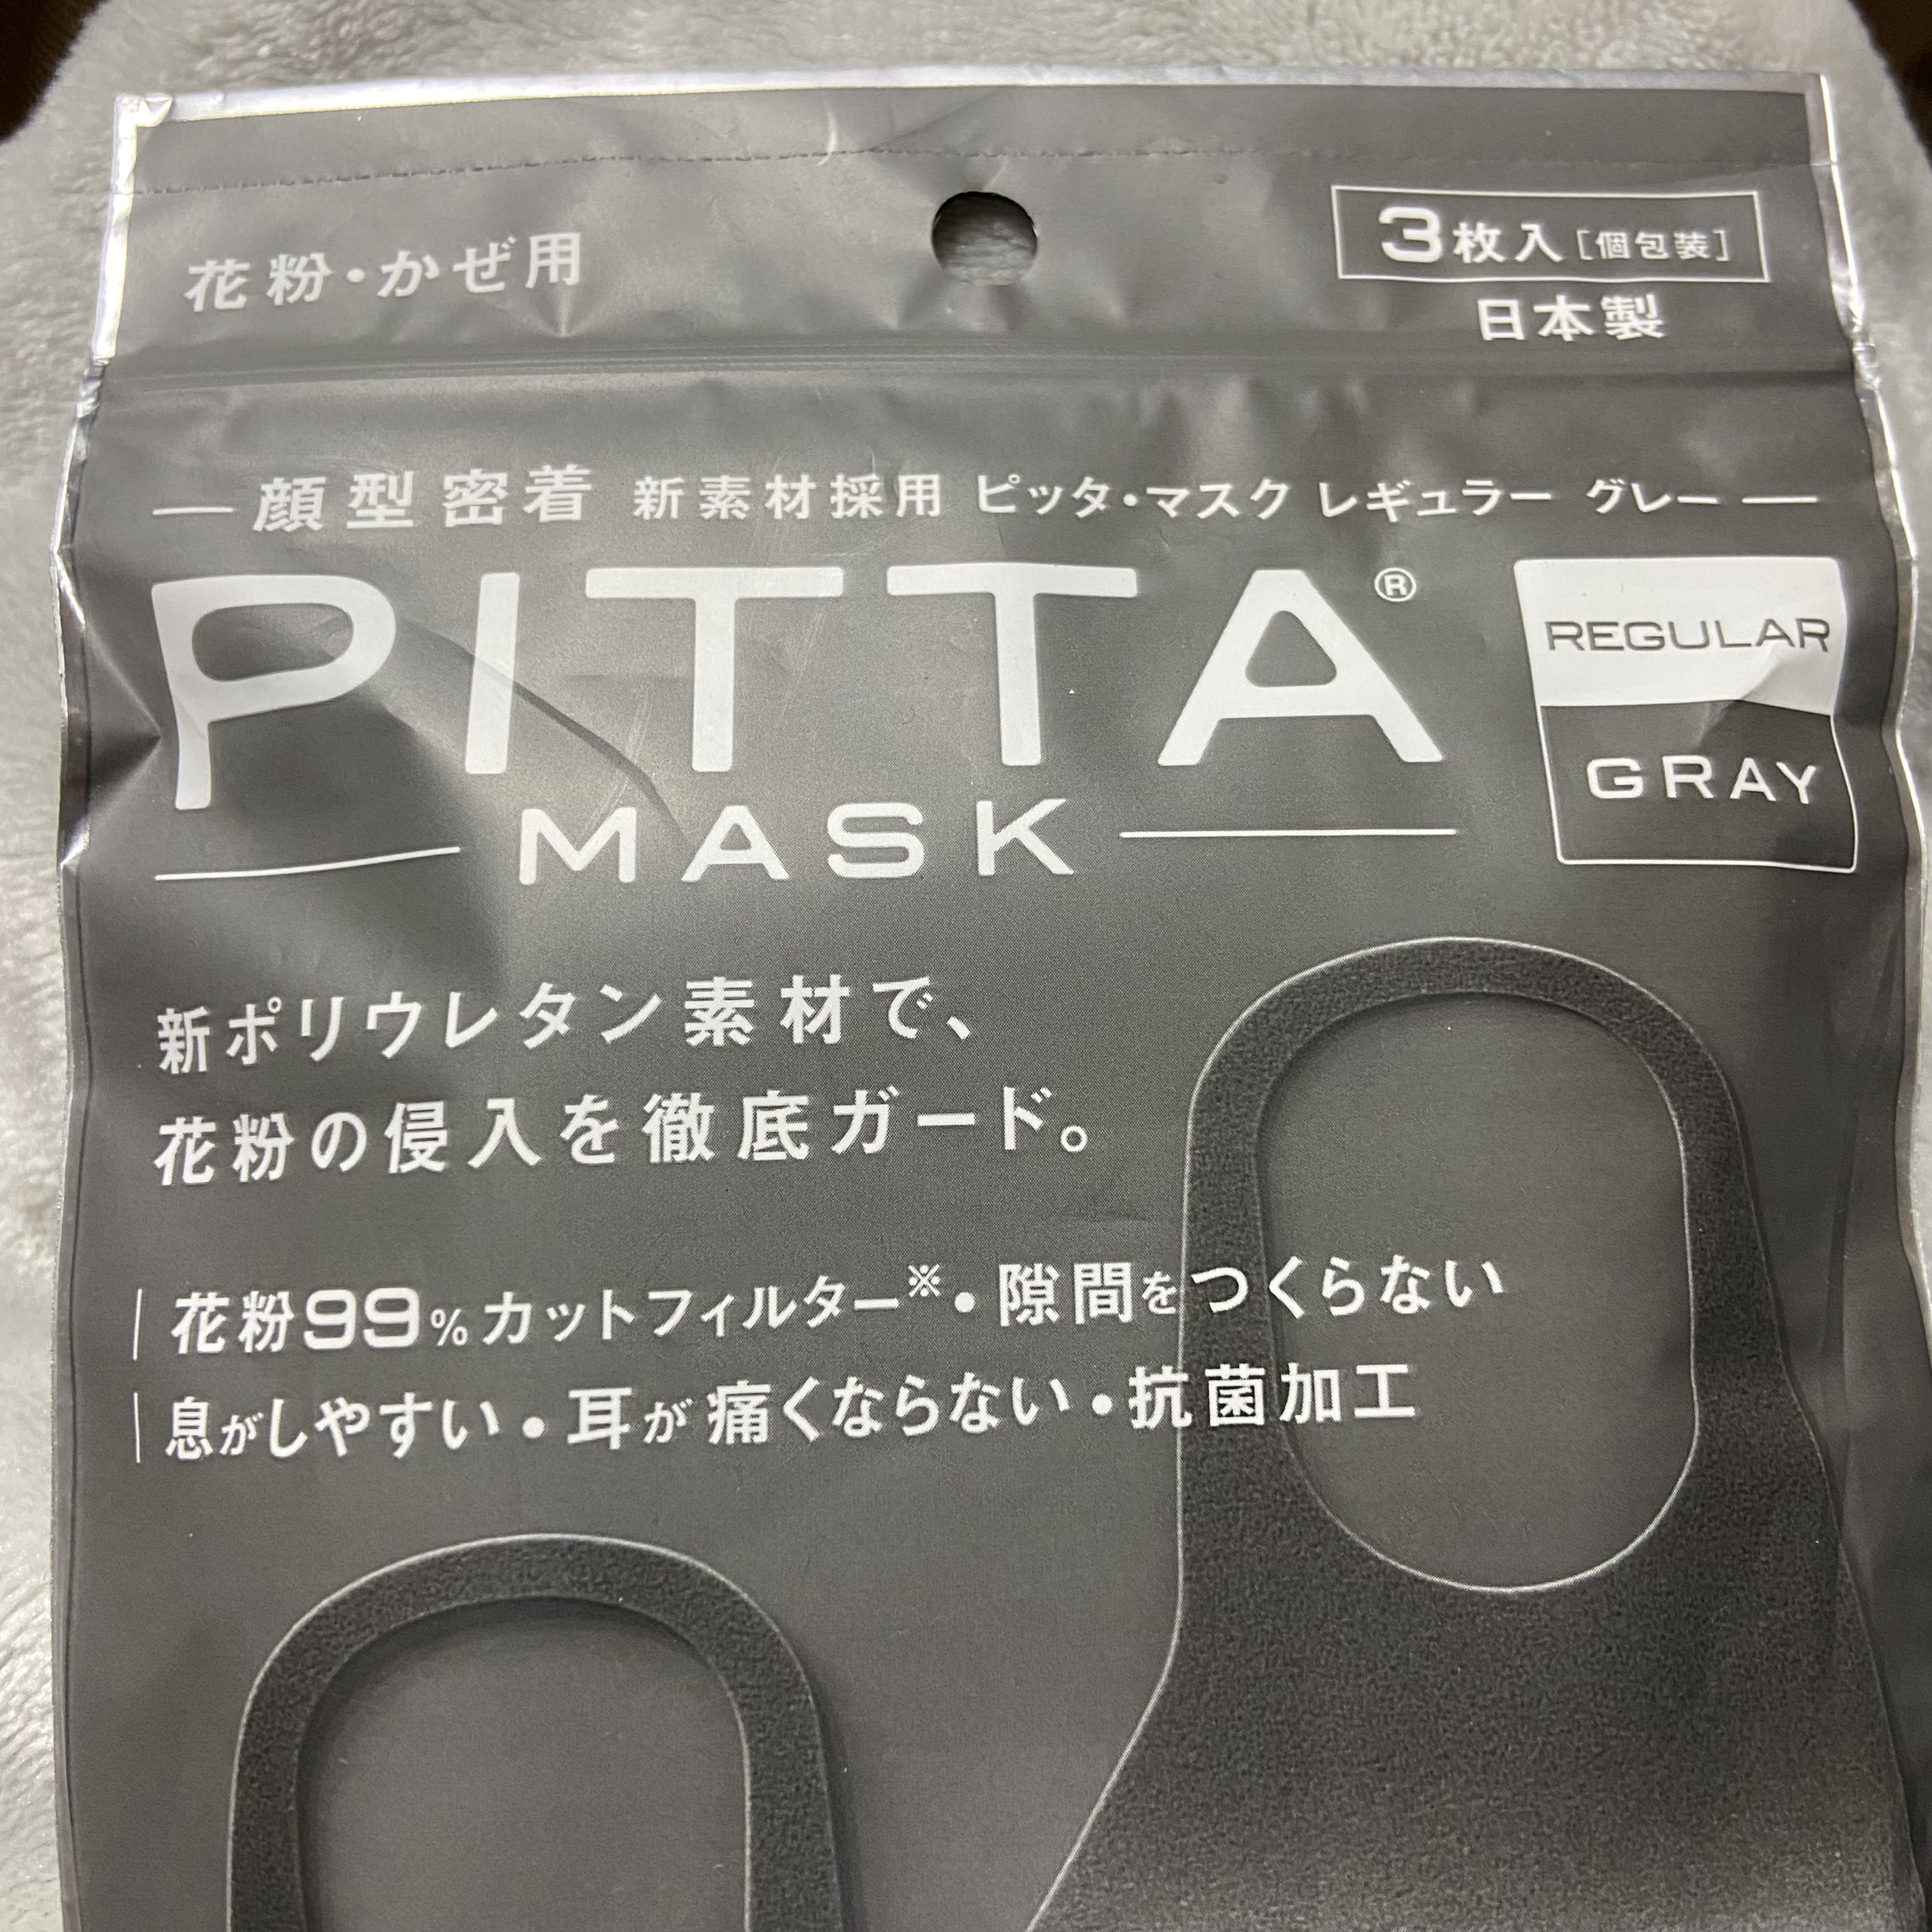 花粉・かぜ用
3枚入[個包装]
日本製
顔型密着 新素材採用 ピッタ・マスク レギュラー グレー
PITTA®
MASK
REGULAR
GRAY
新ポリウレタン素材で、
花粉の侵入を徹底ガード。
花粉99%カットフィルター※・隙間をつくらない
息がしやすい・耳が痛くならない・抗菌加工